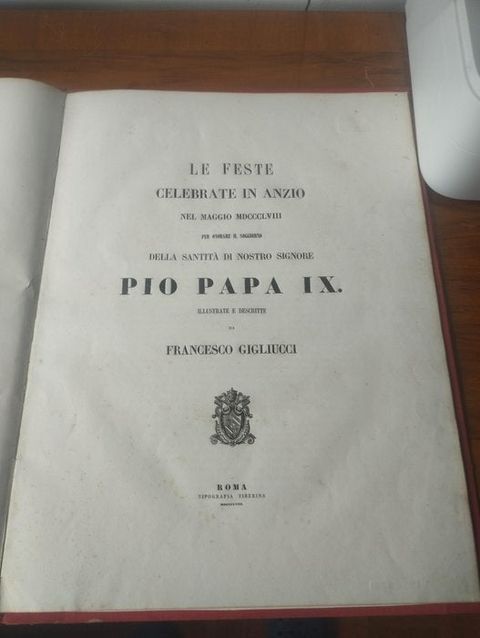 LE FESTE
CELEBRATE IN ANZIO
NEL MAGGIO MDCCCLVIII
PER ONORARE IL SOGGIORNO
DELLA SANTITÀ DI NOSTRO SIGNORE
PIO PAPA IX.
ILLUSTRATE E DESCRITTE
DA
FRANCESCO GIGLIUCCI
ROMA
TIPOGRAFIA TIBERINA